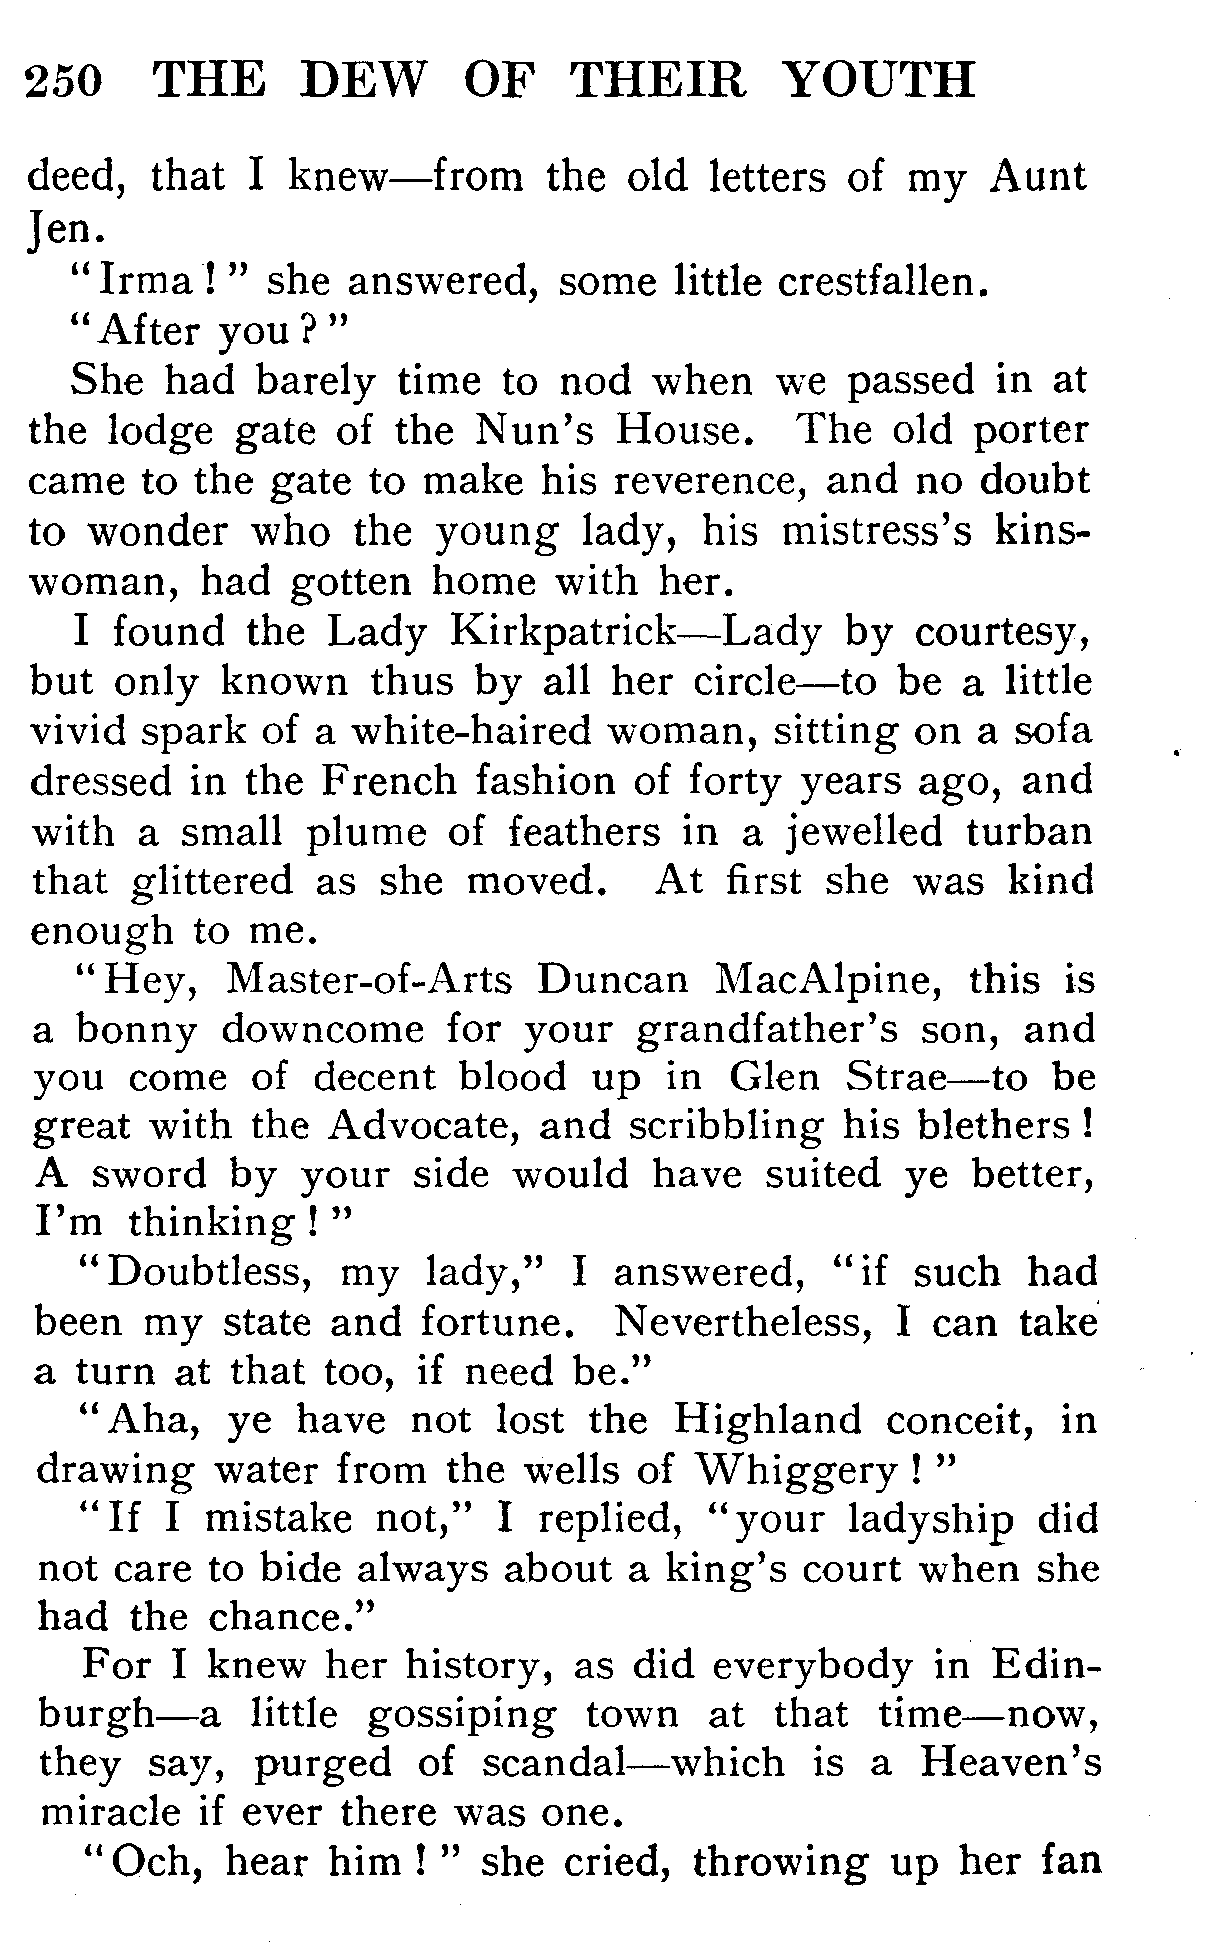 250 THE DEW OF THEIR YOUTH
deed, that I knew—from the old letters of my Aunt
Jen.
“Irma!” she answered, some little crestfallen.
“After you?”
She had barely time to nod when we passed in at
the lodge gate of the Nun’s House. The old porter
came to the gate to make his reverence, and no doubt
to wonder who the young lady, his mistress’s kins-
woman, had gotten home with her.
I found the Lady Kirkpatrick—Lady by courtesy,
but only known thus by all her circle—to be a little
vivid spark of a white-haired woman, sitting on a sofa
dressed in the French fashion of forty years ago, and
with a small plume of feathers in a jewelled turban
that glittered as she moved. At first she was kind
enough to me.
“Hey, Master-of-Arts Duncan MacAlpine, this is
a bonny downcome for your grandfather’s son, and
you come of decent blood up in Glen Strae—to be
great with the Advocate, and scribbling his blethers!
A sword by your side would have suited ye better,
I’m thinking!”
“Doubtless, my lady,” I answered, “if such had
been my state and fortune. Nevertheless, I can take
a turn at that too, if need be.”
“Aha, ye have not lost the Highland conceit, in
drawing water from the wells of Whiggery!”
“If I mistake not,” I replied, “your ladyship did
not care to bide always about a king’s court when she
had the chance.”
For I knew her history, as did everybody in Edin-
burgh—a little gossiping town at that time—now,
they say, purged of scandal—which is a Heaven’s
miracle if ever there was one.
“Och, hear him!” she cried, throwing up her fan